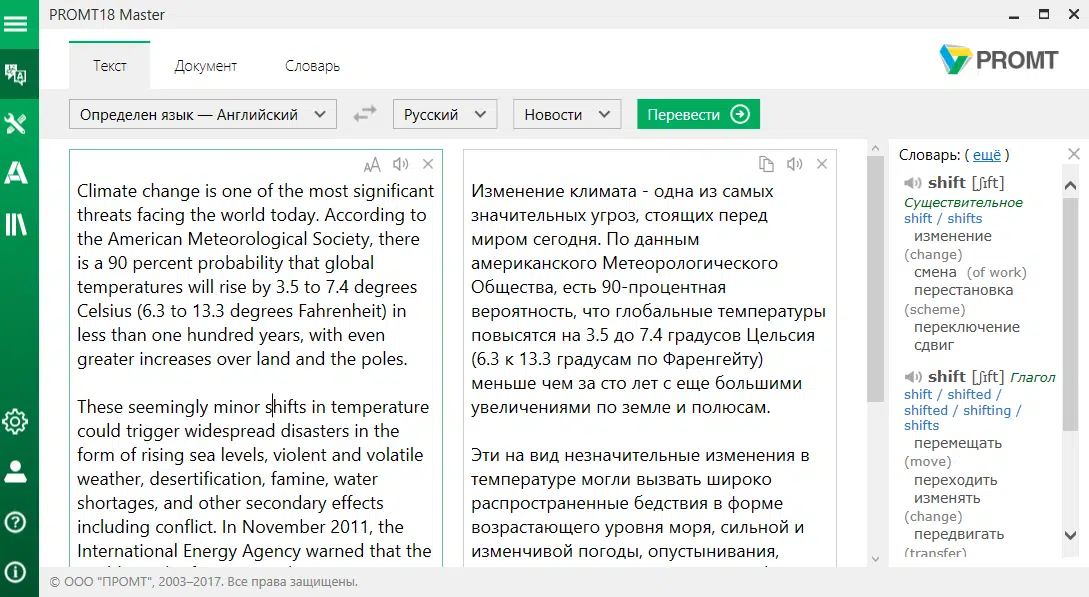 PROMT18 Master
Текст
Документ
Словарь
PROMT
Определен язык — Английский
Русский
Новости
Перевести
Climate change is one of the most significant
threats facing the world today. According to
the American Meteorological Society, there
is a 90 percent probability that global
temperatures will rise by 3.5 to 7.4 degrees
Celsius (6.3 to 13.3 degrees Fahrenheit) in
less than one hundred years, with even
greater increases over land and the poles.
These seemingly minor shifts in temperature
could trigger widespread disasters in the
form of rising sea levels, violent and volatile
weather, desertification, famine, water
shortages, and other secondary effects
including conflict. In November 2011, the
International Energy Agency warned that the
Изменение климата - одна из самых
значительных угроз, стоящих перед
миром сегодня. По данным
американского Метеорологического
Общества, есть 90-процентная
вероятность, что глобальные температуры
повысятся на 3.5 до 7.4 градусов Цельсия
(6.3 к 13.3 градусам по Фаренгейту)
меньше чем за сто лет с еще большими
увеличениями по земле и полюсам.
Эти на вид незначительные изменения в
температуре могли вызвать широко
распространенные бедствия в форме
возрастающего уровня моря, сильной и
изменчивой погоды, опустынивания,
Словарь: ( ещё )
shift [ʃɪft]
Существительное
shift / shifts
изменение
(change)
смена (of work)
перестановка
(scheme)
переключение
сдвиг
shift [ʃɪft] Глагол
shift / shifted /
shifted / shifting /
shifts
перемещать
(move)
переходить
изменять
(change)
передвигать
(transfer)
© ООО "ПРОМТ", 2003–2017. Все права защищены.